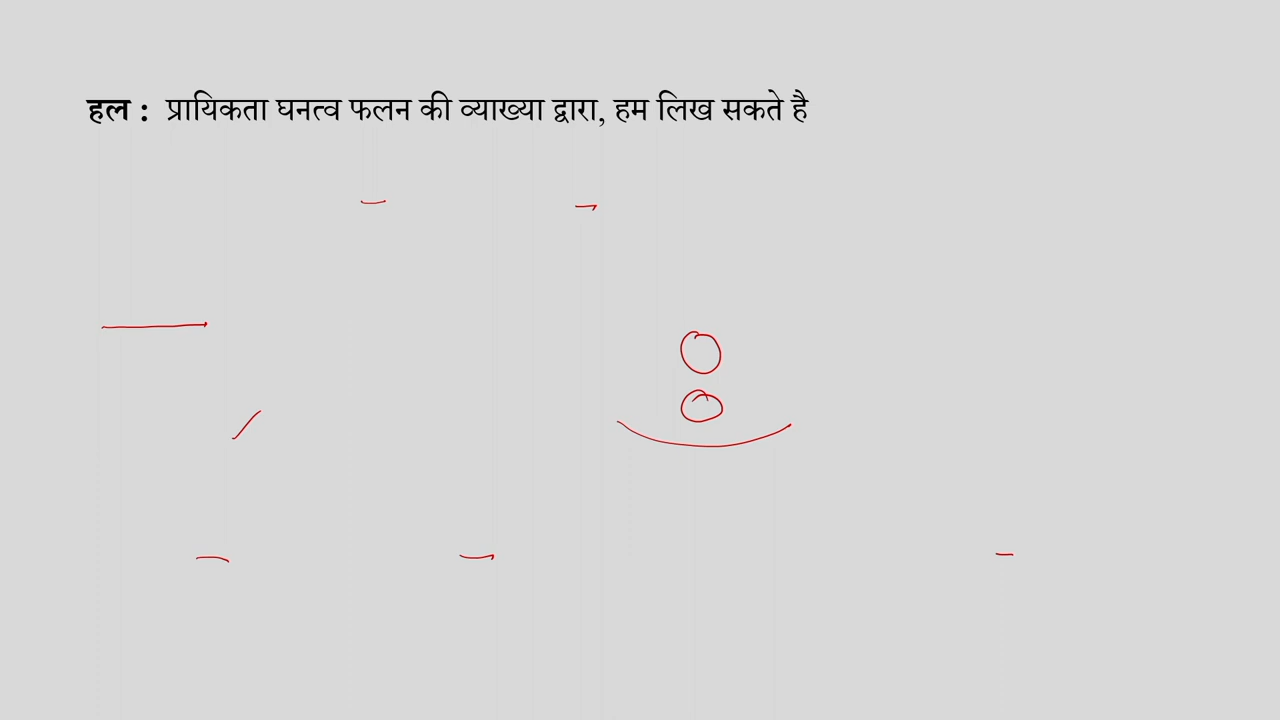 हल : प्रायिकता घनत्व फलन की व्याख्या द्वारा, हम लिख सकते है